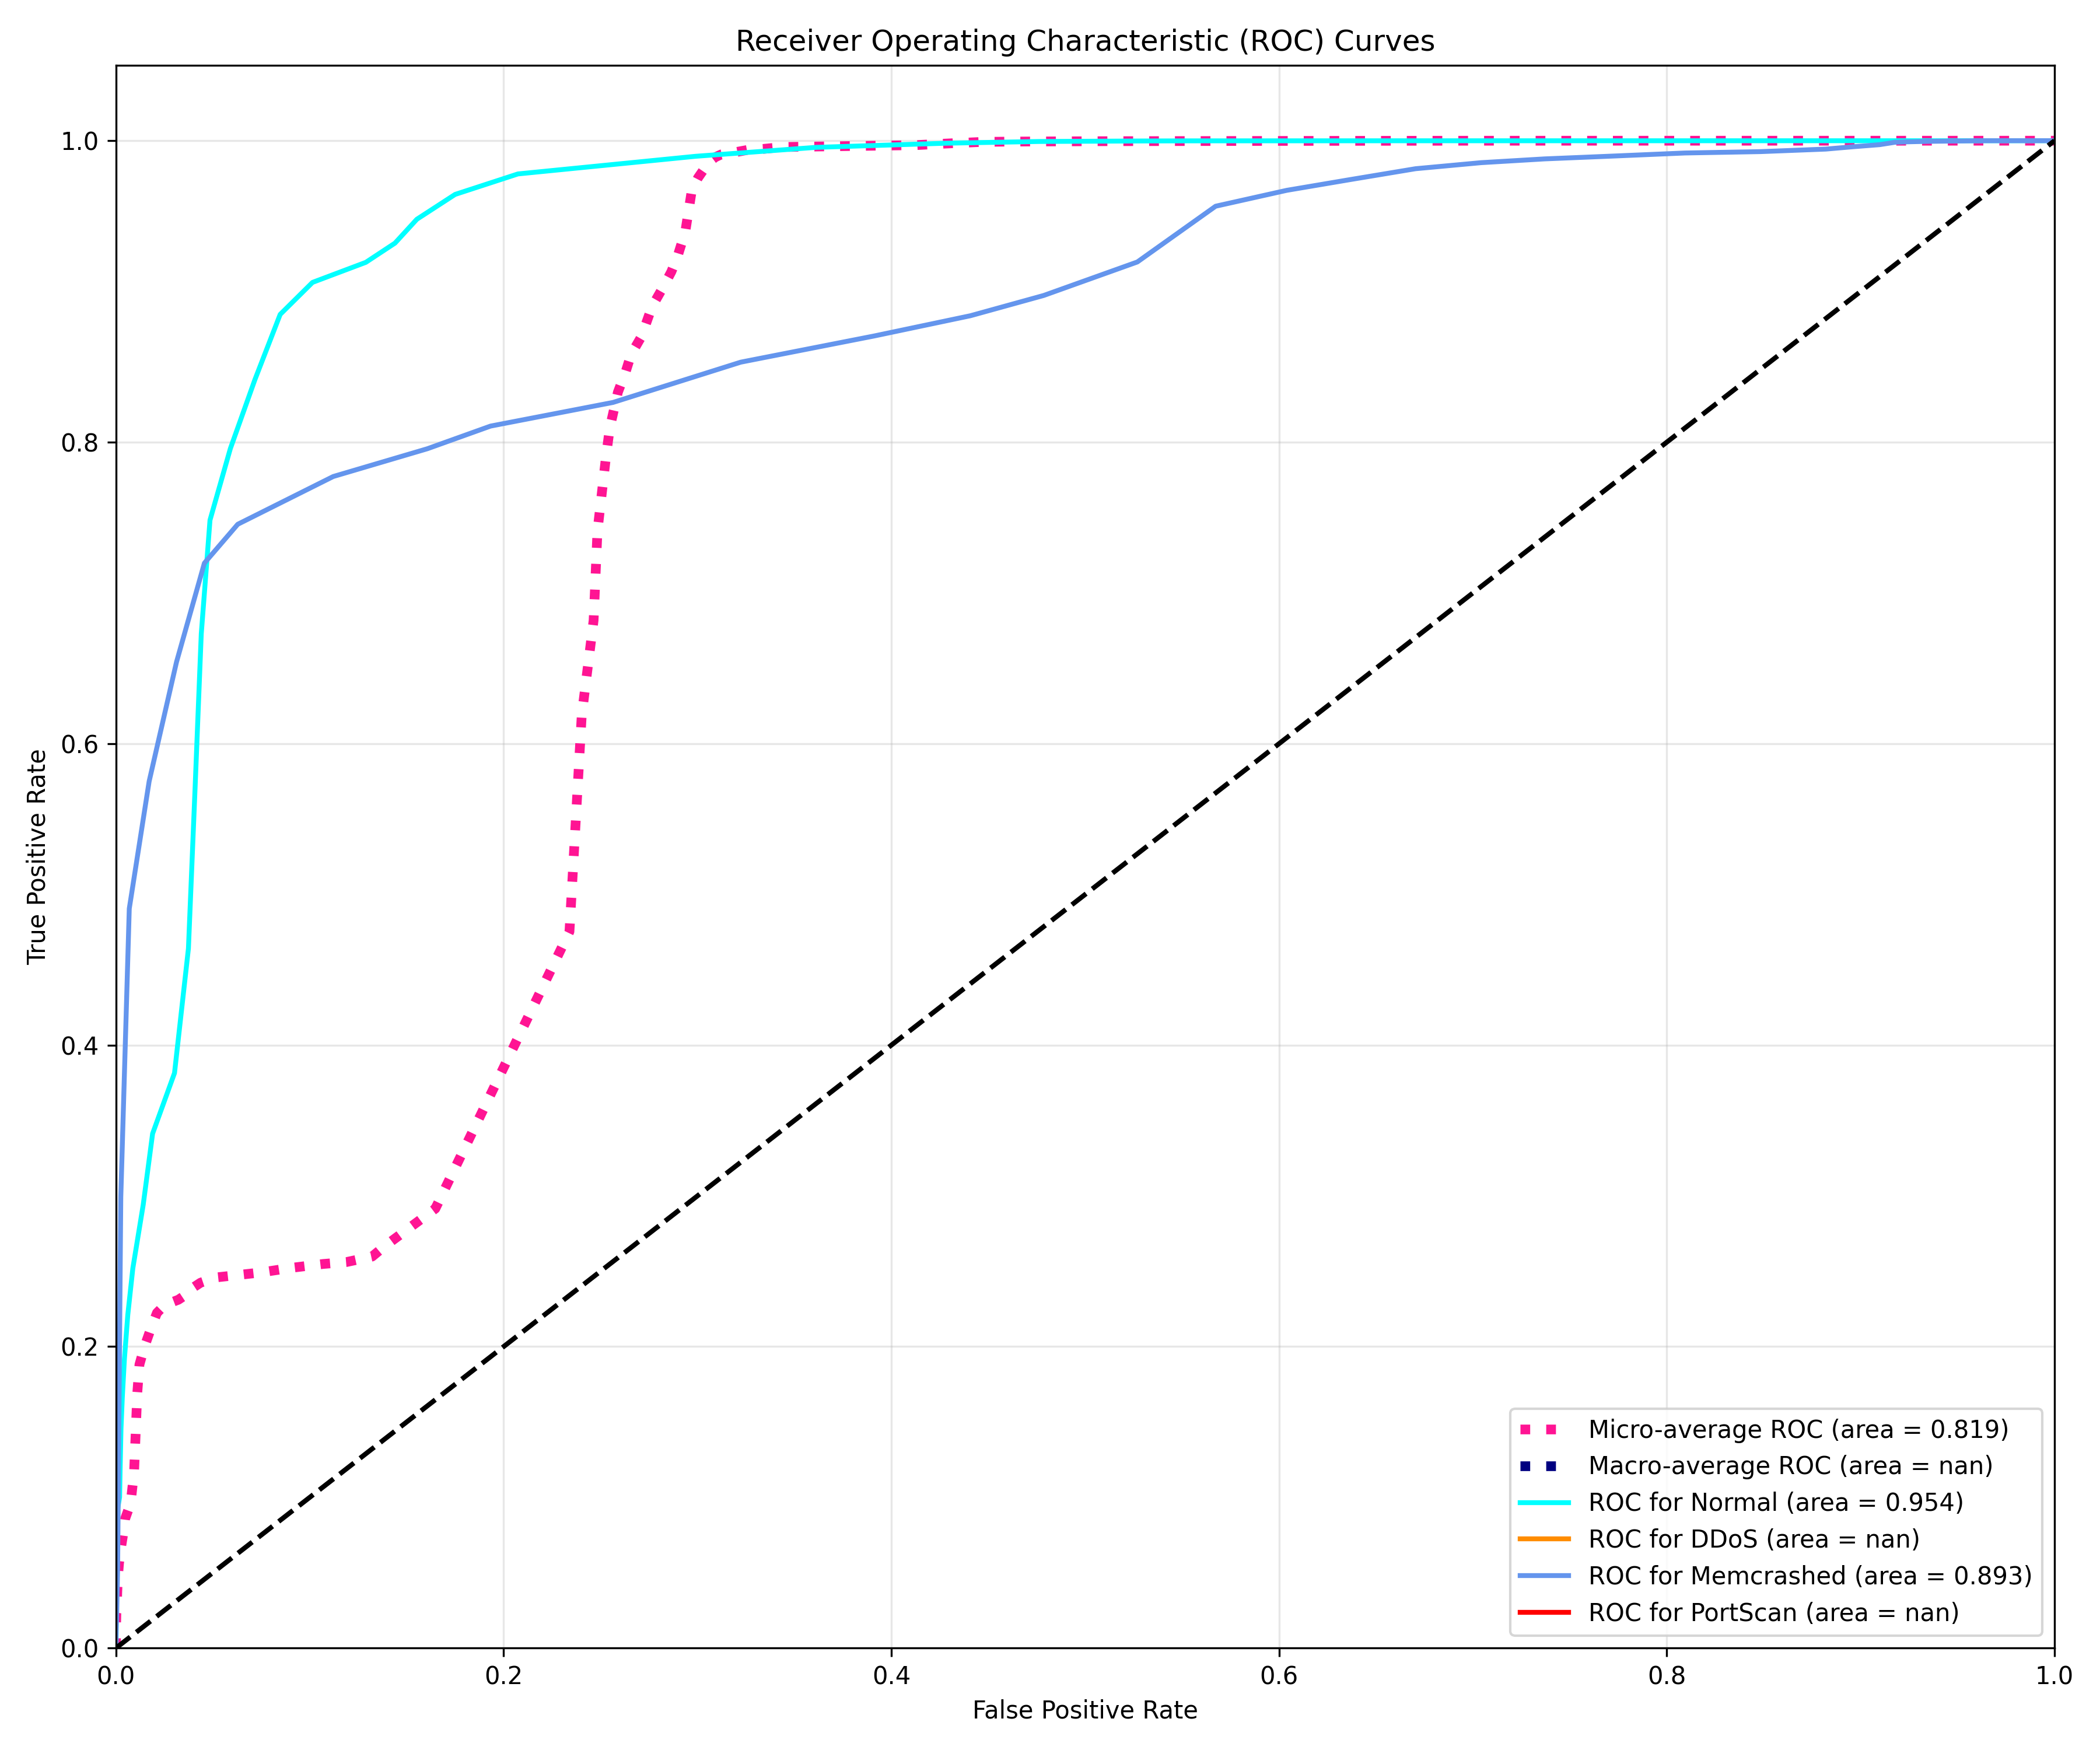 Receiver Operating Characteristic (ROC) Curves
True Positive Rate
1.0
0.8
0.6
0.4
0.2
0.0
0.0 0.2 0.4 0.6 0.8 1.0
False Positive Rate
Micro-average ROC (area = 0.819)
Macro-average ROC (area = nan)
ROC for Normal (area = 0.954)
ROC for DDoS (area = nan)
ROC for Memcrashed (area = 0.893)
ROC for PortScan (area = nan)